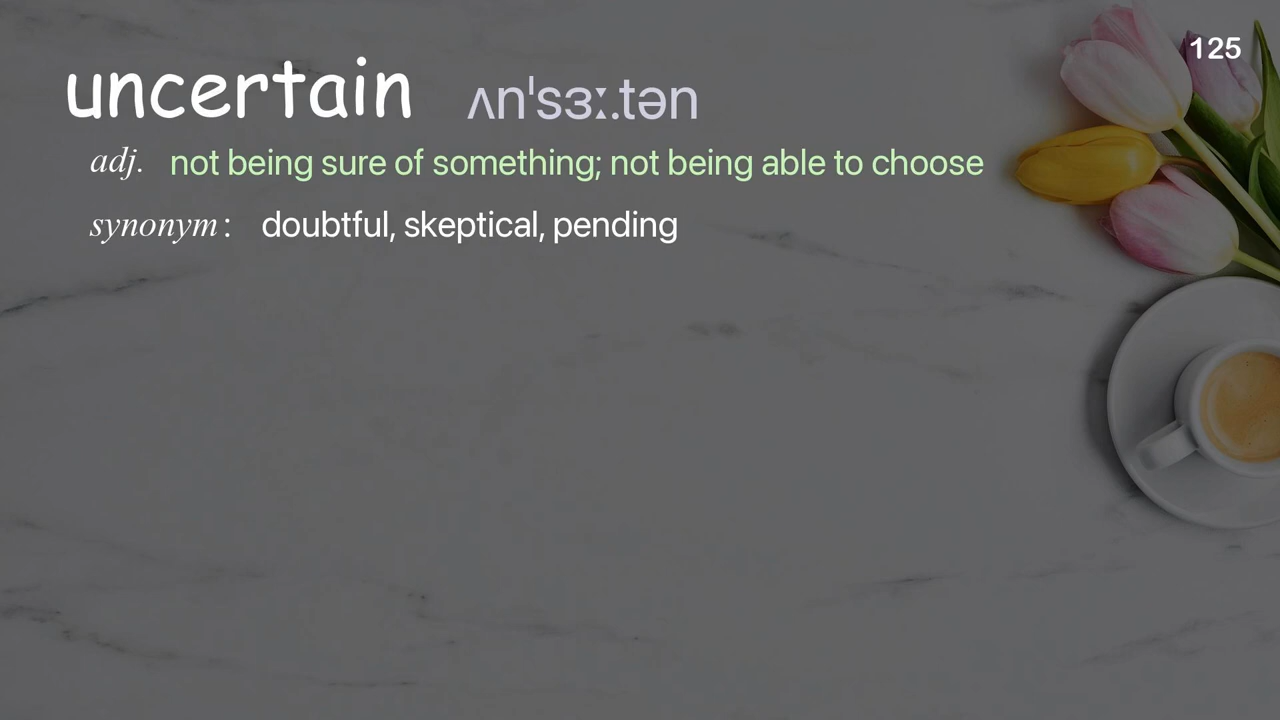 125
uncertain ʌnˈsɜː.tən
adj. not being sure of something; not being able to choose
synonym: doubtful, skeptical, pending